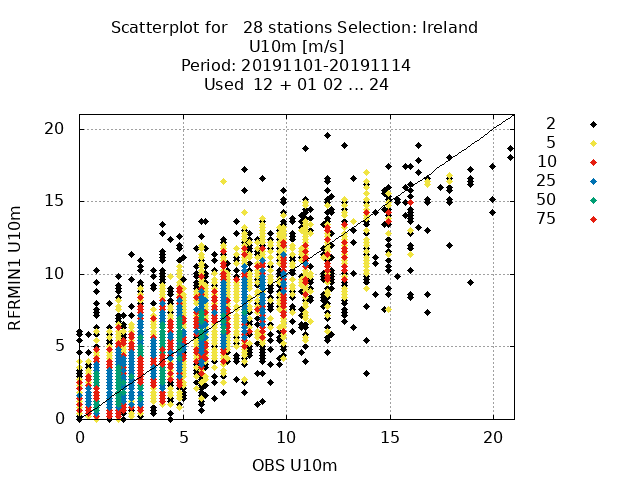 Scatterplot for   28 stations Selection: Ireland
U10m [m/s]
Period: 20191101-20191114
Used  12 + 01 02 ... 24
2
5
10
25
50
75
20
15
10
5
0
RFRMIN1 U10m
0 5 10 15 20
OBS U10m